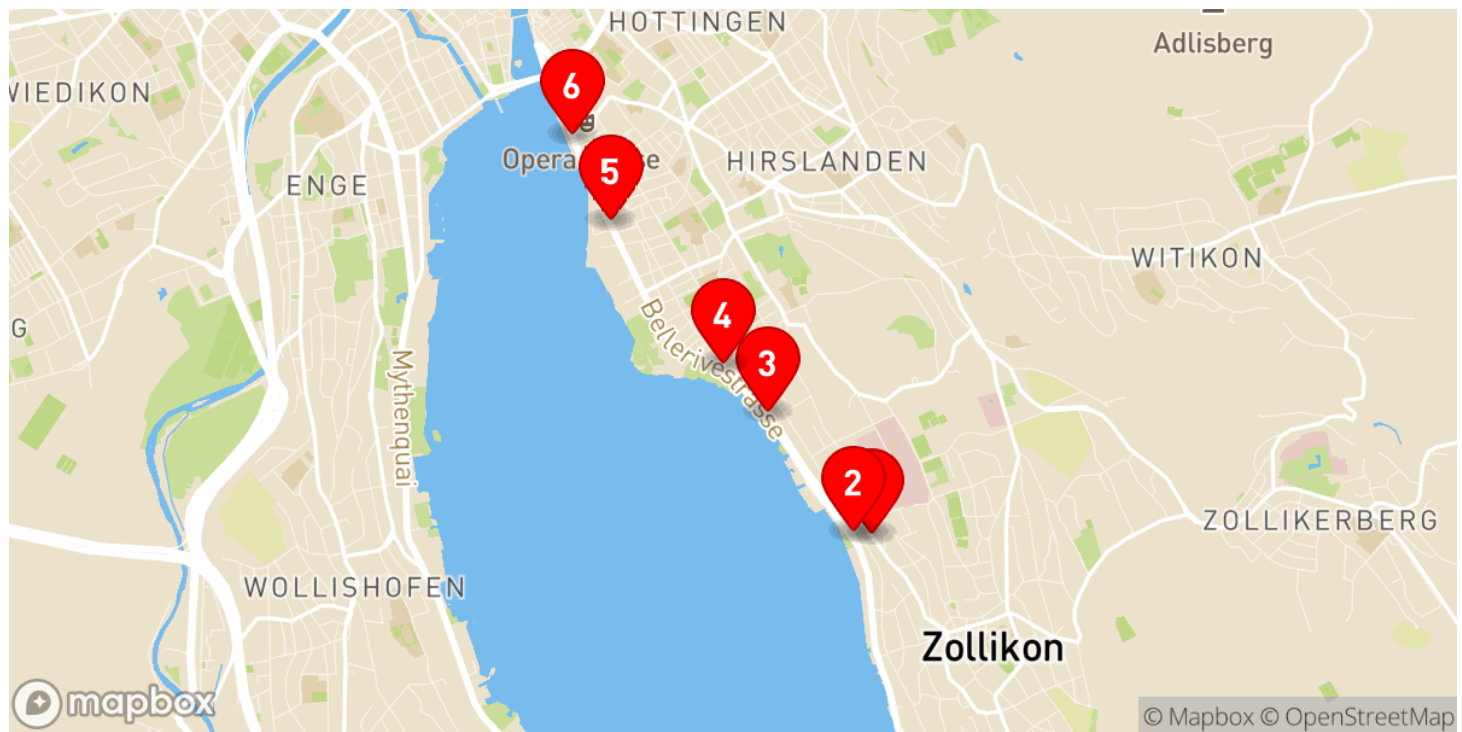 HOTTINGEN
Adlisberg
WIEDIKON
6
5
HIRSLANDEN
ENGE
WITIKON
G
4
Bellerivestrasse
3
Mythenquai
2
ZOLLIKERBERG
WOLLISHOFEN
Zollikon
mapbox
© Mapbox © OpenStreetMap